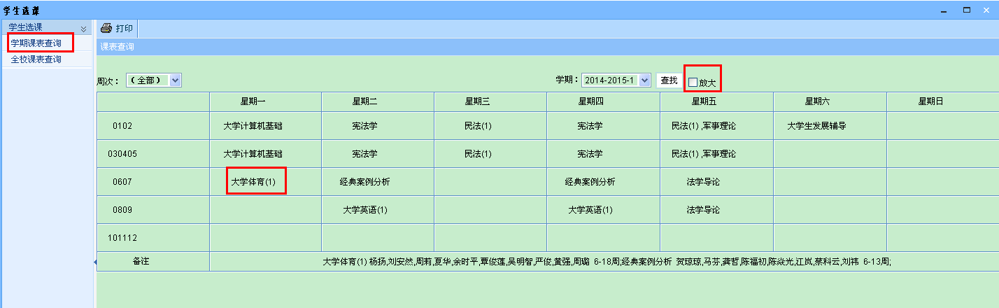 学生选课
学生选课
学期课表查询
全校课表查询
打印
课表查询
周次： （全部） 学期： 2014-2015-1 查找 放大
星期一 星期二 星期三 星期四 星期五 星期六 星期日
0102 大学计算机基础 宪法学 民法(1) 宪法学 民法(1) ,军事理论 大学生发展辅导
030405 大学计算机基础 宪法学 民法(1) 宪法学 民法(1) ,军事理论
0607 大学体育(1) 经典案例分析 经典案例分析 法学导论
0809 大学英语(1) 大学英语(1) 法学导论
101112
备注 大学体育(1) 杨扬,刘安然,周莉,夏华,余时平,覃俊莲,吴明智,严俊,黄强,周璐 6-18周;经典案例分析 贺琼琼,马芬,龚哲,陈福初,陈焱光,江岚,蔡科云,刘祎 6-13周;